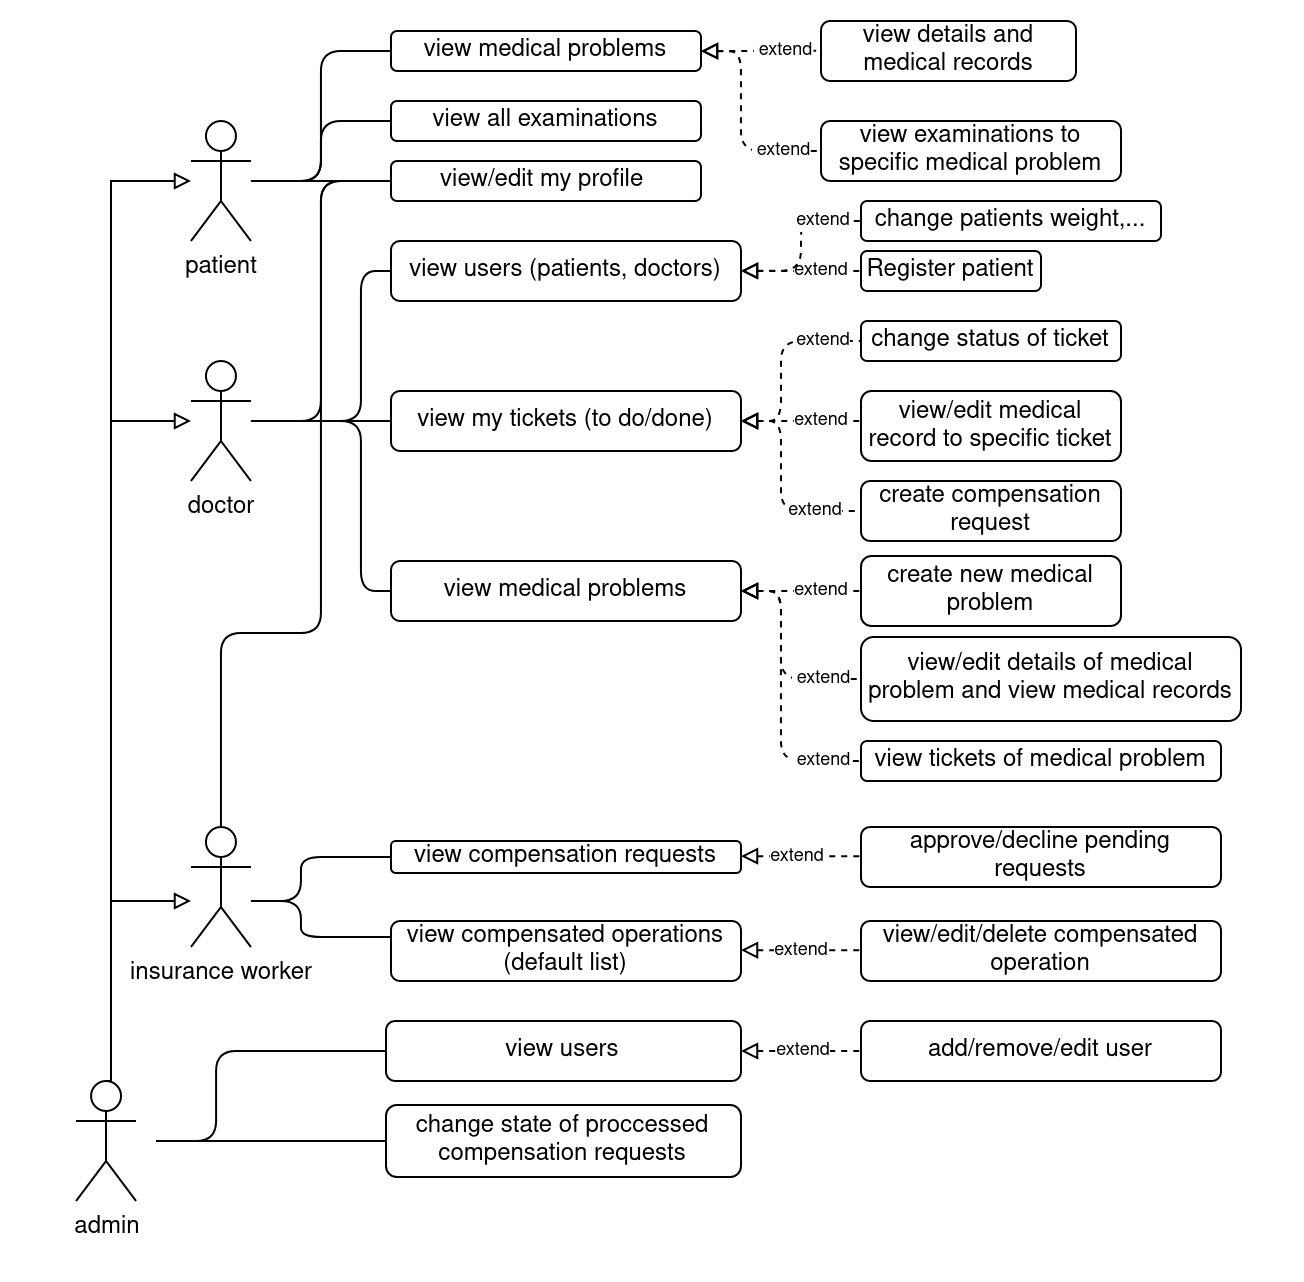 view medical problems
extend
view details and
medical records
view all examinations
extend
view examinations to
specific medical problem
view/edit my profile
patient
extend
change patients weight,...
view users (patients, doctors)
extend
Register patient
extend
change status of ticket
view my tickets (to do/done)
extend
view/edit medical
record to specific ticket
doctor
extend
create compensation
request
view medical problems
extend
create new medical
problem
extend
view/edit details of medical
problem and view medical records
extend
view tickets of medical problem
view compensation requests
extend
approve/decline pending
requests
view compensated operations
(default list)
extend
view/edit/delete compensated
operation
insurance worker
view users
extend
add/remove/edit user
change state of proccessed
compensation requests
admin